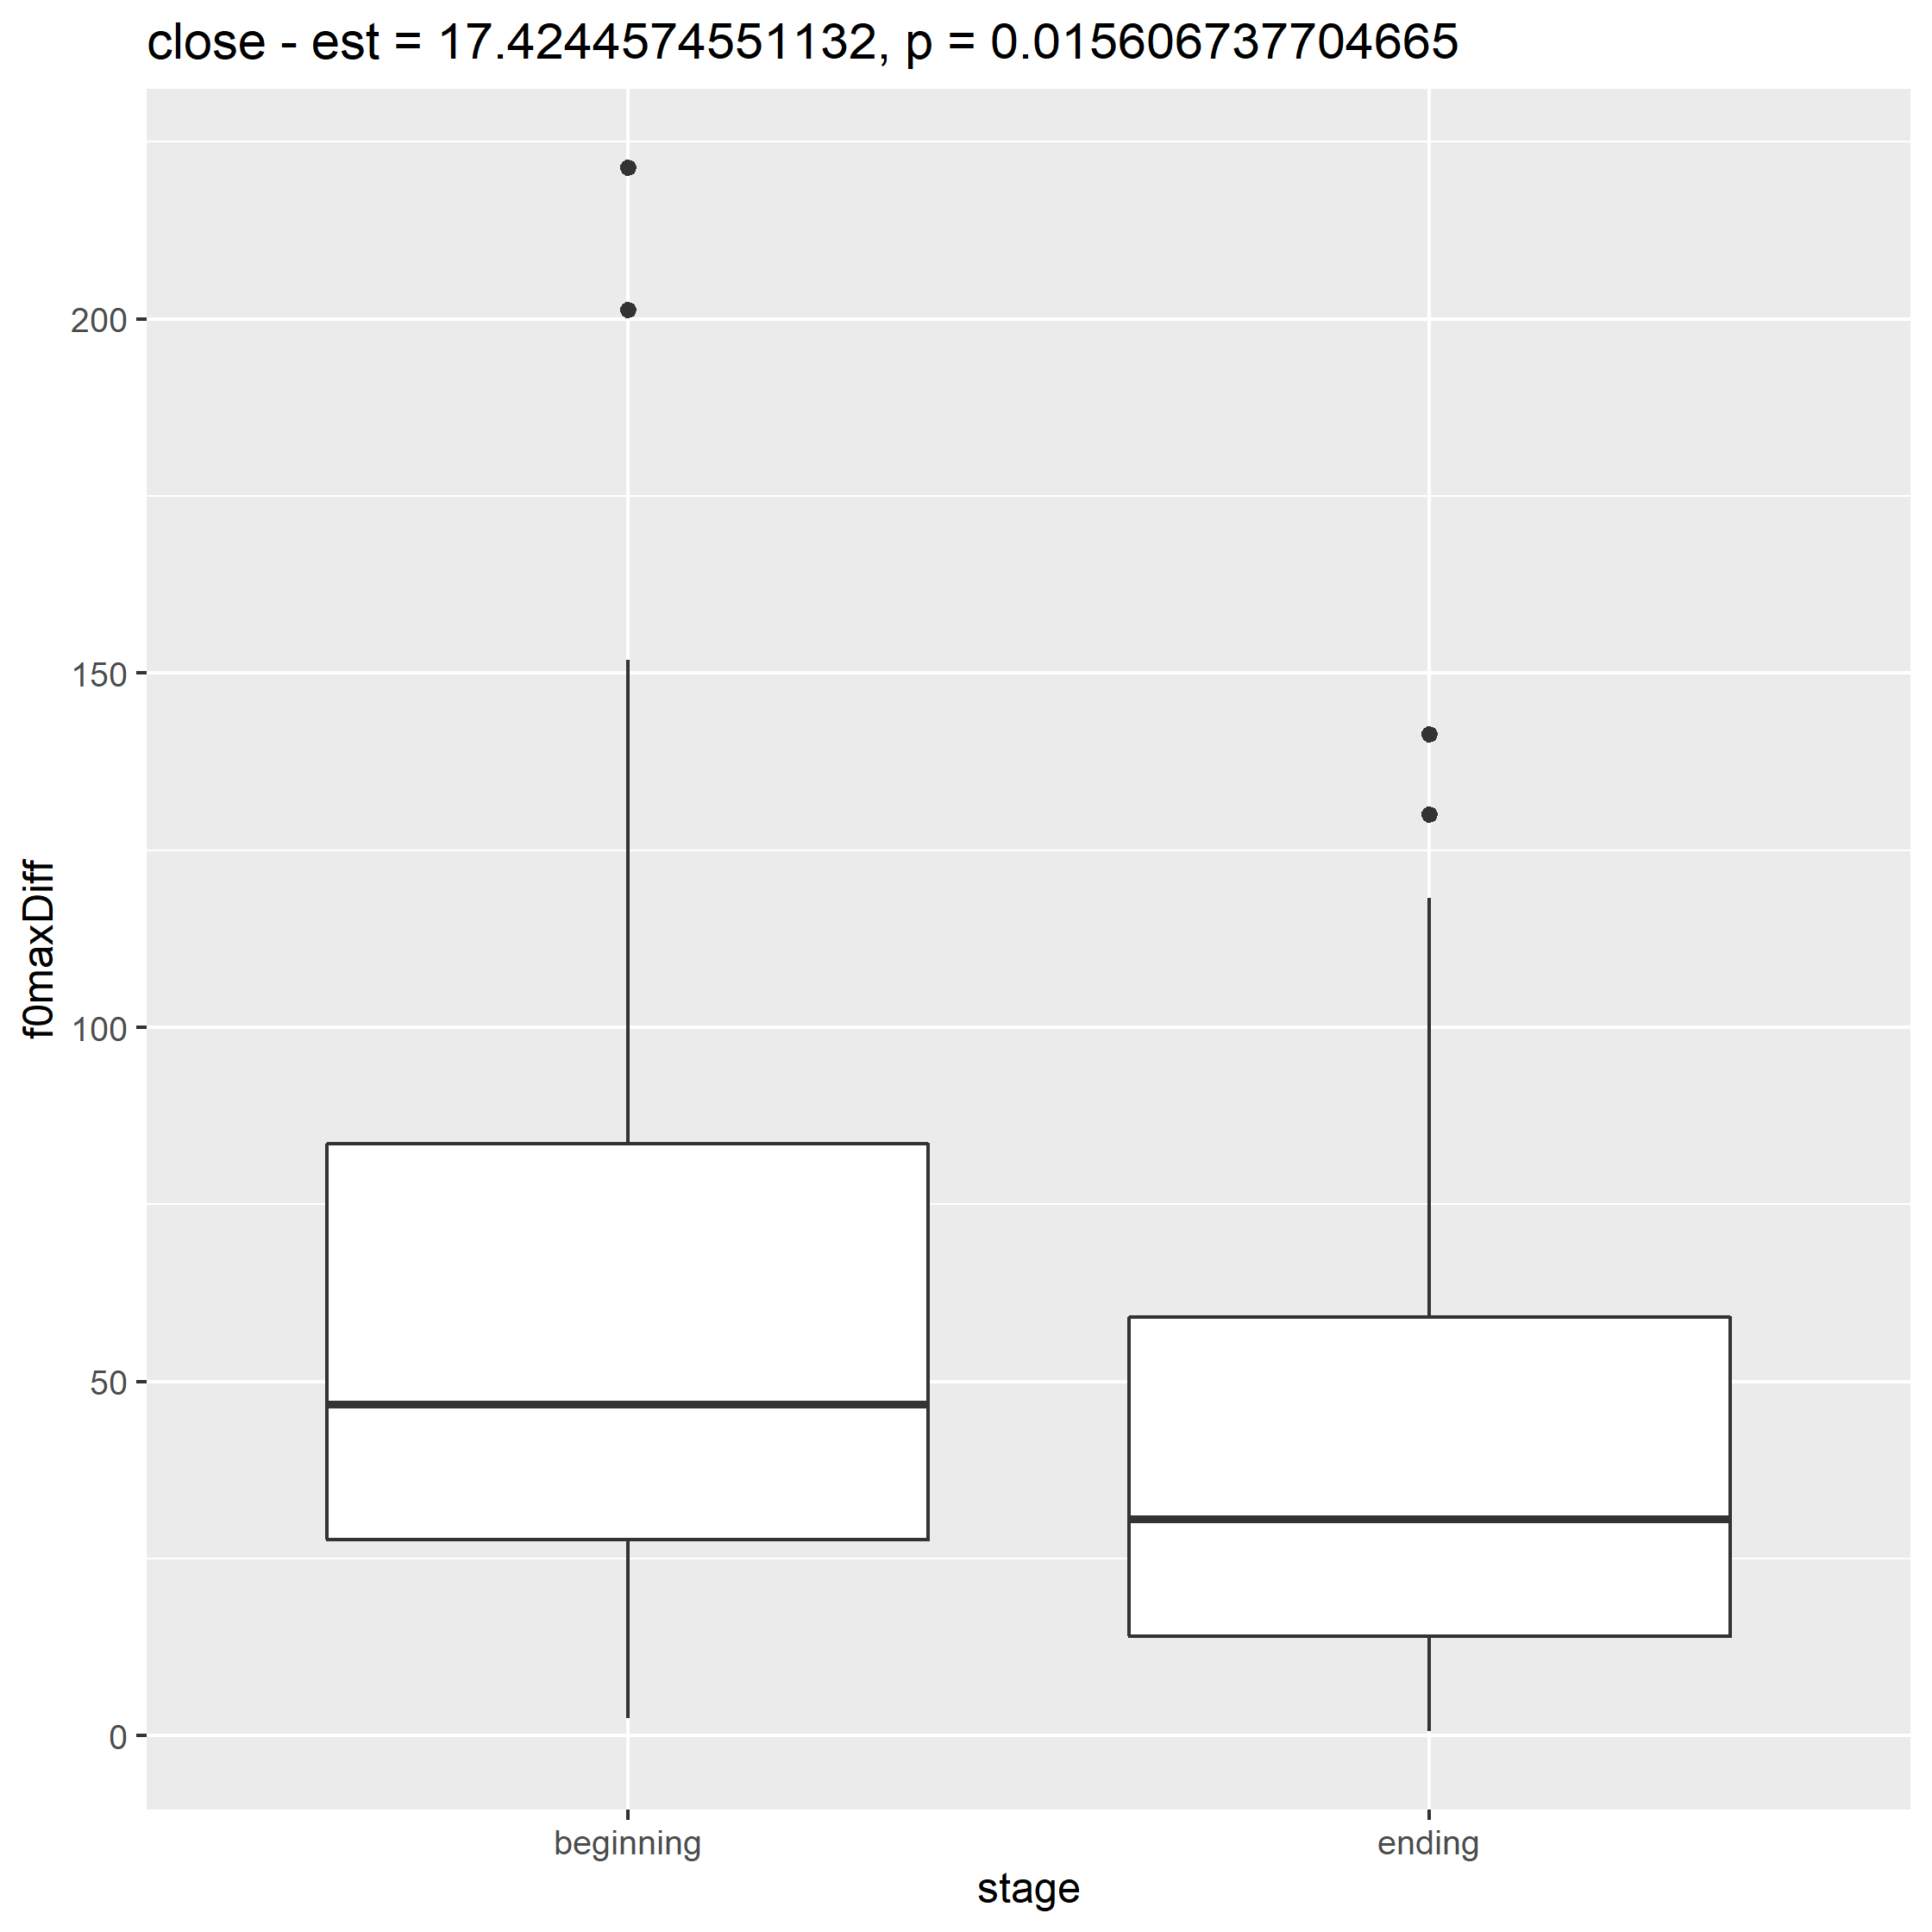 close - est = 17.4244574551132, p = 0.015606737704665
f0maxDiff
200
150
100
50
0
beginning
ending
stage